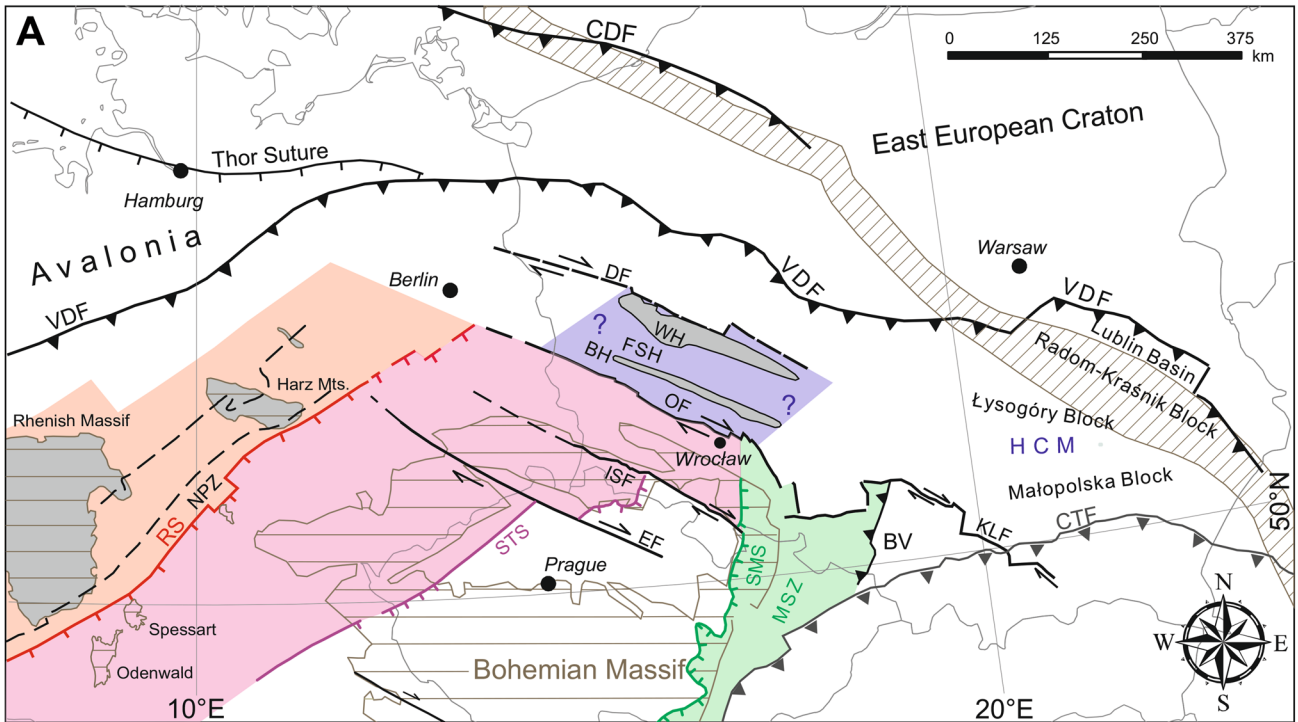 A
CDF
0 125 250 375
km
East European Craton
Thor Suture
Hamburg
Avalonia
Warsaw
Berlin
DF
VDF
VDF
VDF
?
WH
FSH
BH
Lublin Basin
Radom-Kraśnik Block
Harz Mts.
Rhenish Massif
OF
?
Łysogóry Block
HCM
Wrocław
ISF
NPZ
Małopolska Block
50°N
RS
STS
EF
CTF
KLF
BV
SMS
MSZ
Prague
N
W E
S
Spessart
Odenwald
Bohemian Massif
10°E
20°E